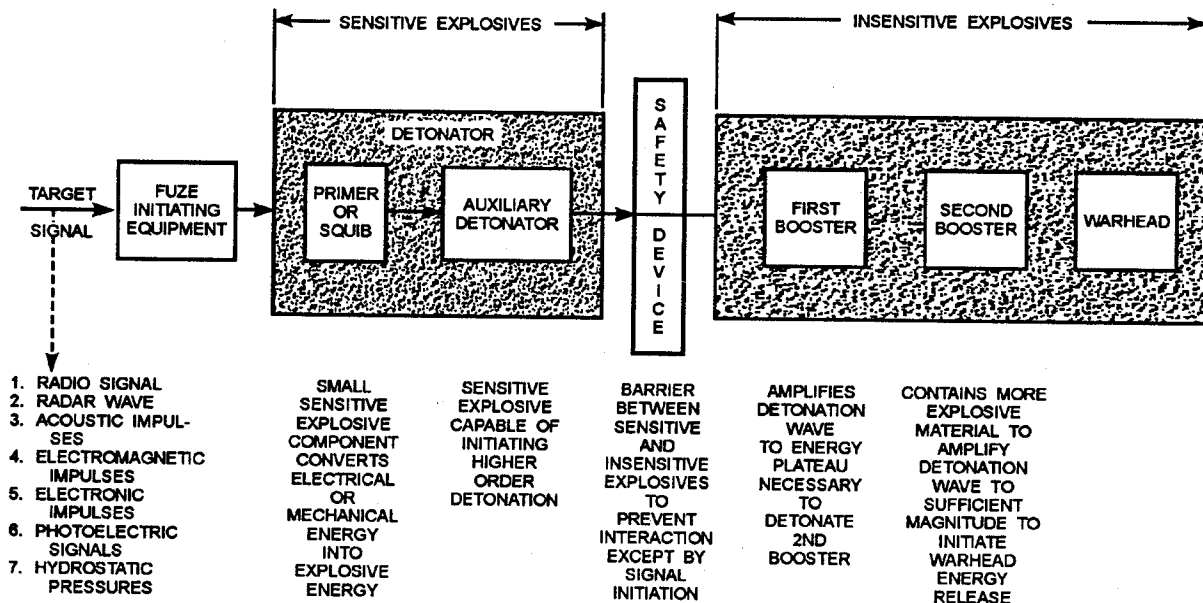 SENSITIVE EXPLOSIVES
INSENSITIVE EXPLOSIVES
DETONATOR
TARGET
SIGNAL
FUZE
INITIATING
EQUIPMENT
PRIMER
OR
SQUIB
AUXILIARY
DETONATOR
SAFETY DEVICE
FIRST
BOOSTER
SECOND
BOOSTER
WARHEAD
1. RADIO SIGNAL
2. RADAR WAVE
3. ACOUSTIC IMPUL-
SES
4. ELECTROMAGNETIC
IMPULSES
5. ELECTRONIC
IMPULSES
6. PHOTOELECTRIC
SIGNALS
7. HYDROSTATIC
PRESSURES
SMALL
SENSITIVE
EXPLOSIVE
COMPONENT
CONVERTS
ELECTRICAL
OR
MECHANICAL
ENERGY
INTO
EXPLOSIVE
ENERGY
SENSITIVE
EXPLOSIVE
CAPABLE OF
INITIATING
HIGHER
ORDER
DETONATION
BARRIER
BETWEEN
SENSITIVE
AND
INSENSITIVE
EXPLOSIVES
TO
PREVENT
INTERACTION
EXCEPT BY
SIGNAL
INITIATION
AMPLIFIES
DETONATION
WAVE
TO ENERGY
PLATEAU
NECESSARY
TO
DETONATE
2ND
BOOSTER
CONTAINS MORE
EXPLOSIVE
MATERIAL TO
AMPLIFY
DETONATION
WAVE TO
SUFFICIENT
MAGNITUDE TO
INITIATE
WARHEAD
ENERGY
RELEASE